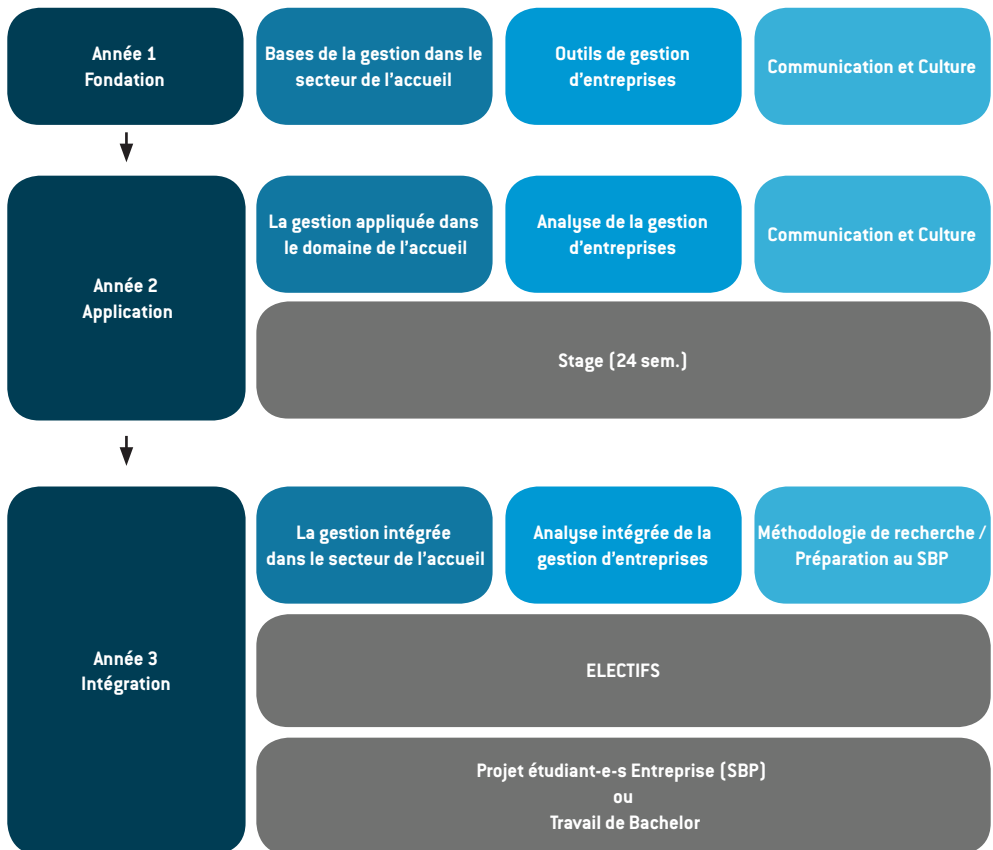 Année 1
Fondation
Bases de la gestion dans le
secteur de l'accueil
Outils de gestion
d'entreprises
Communication et Culture
Année 2
Application
La gestion appliquée dans
le domaine de l'accueil
Analyse de la gestion
d'entreprises
Communication et Culture
Stage (24 sem.)
Année 3
Intégration
La gestion intégrée
dans le secteur de l'accueil
Analyse intégrée de la
gestion d'entreprises
Méthodologie de recherche /
Préparation au SBP
ELECTIFS
Projet étudiant-e-s Entreprise (SBP)
ou
Travail de Bachelor